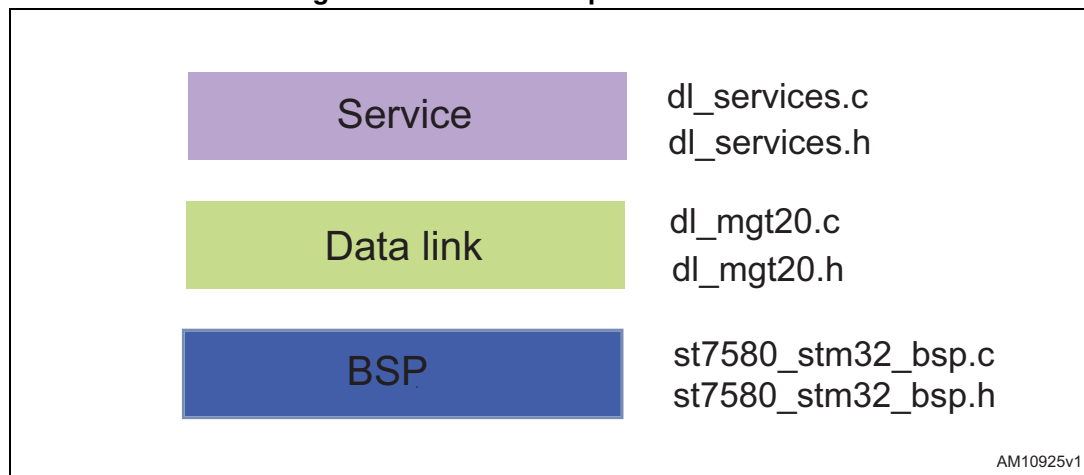 Service
dl_services.c
dl_services.h
Data link
dl_mgt20.c
dl_mgt20.h
BSP
st7580_stm32_bsp.c
st7580_stm32_bsp.h
AM10925v1